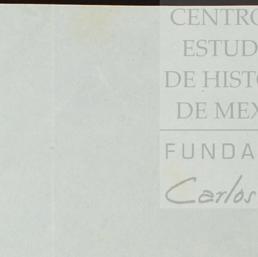 CENTRO
ESTUD
DE HISTO
DE MEX
FUNDA
Carlos